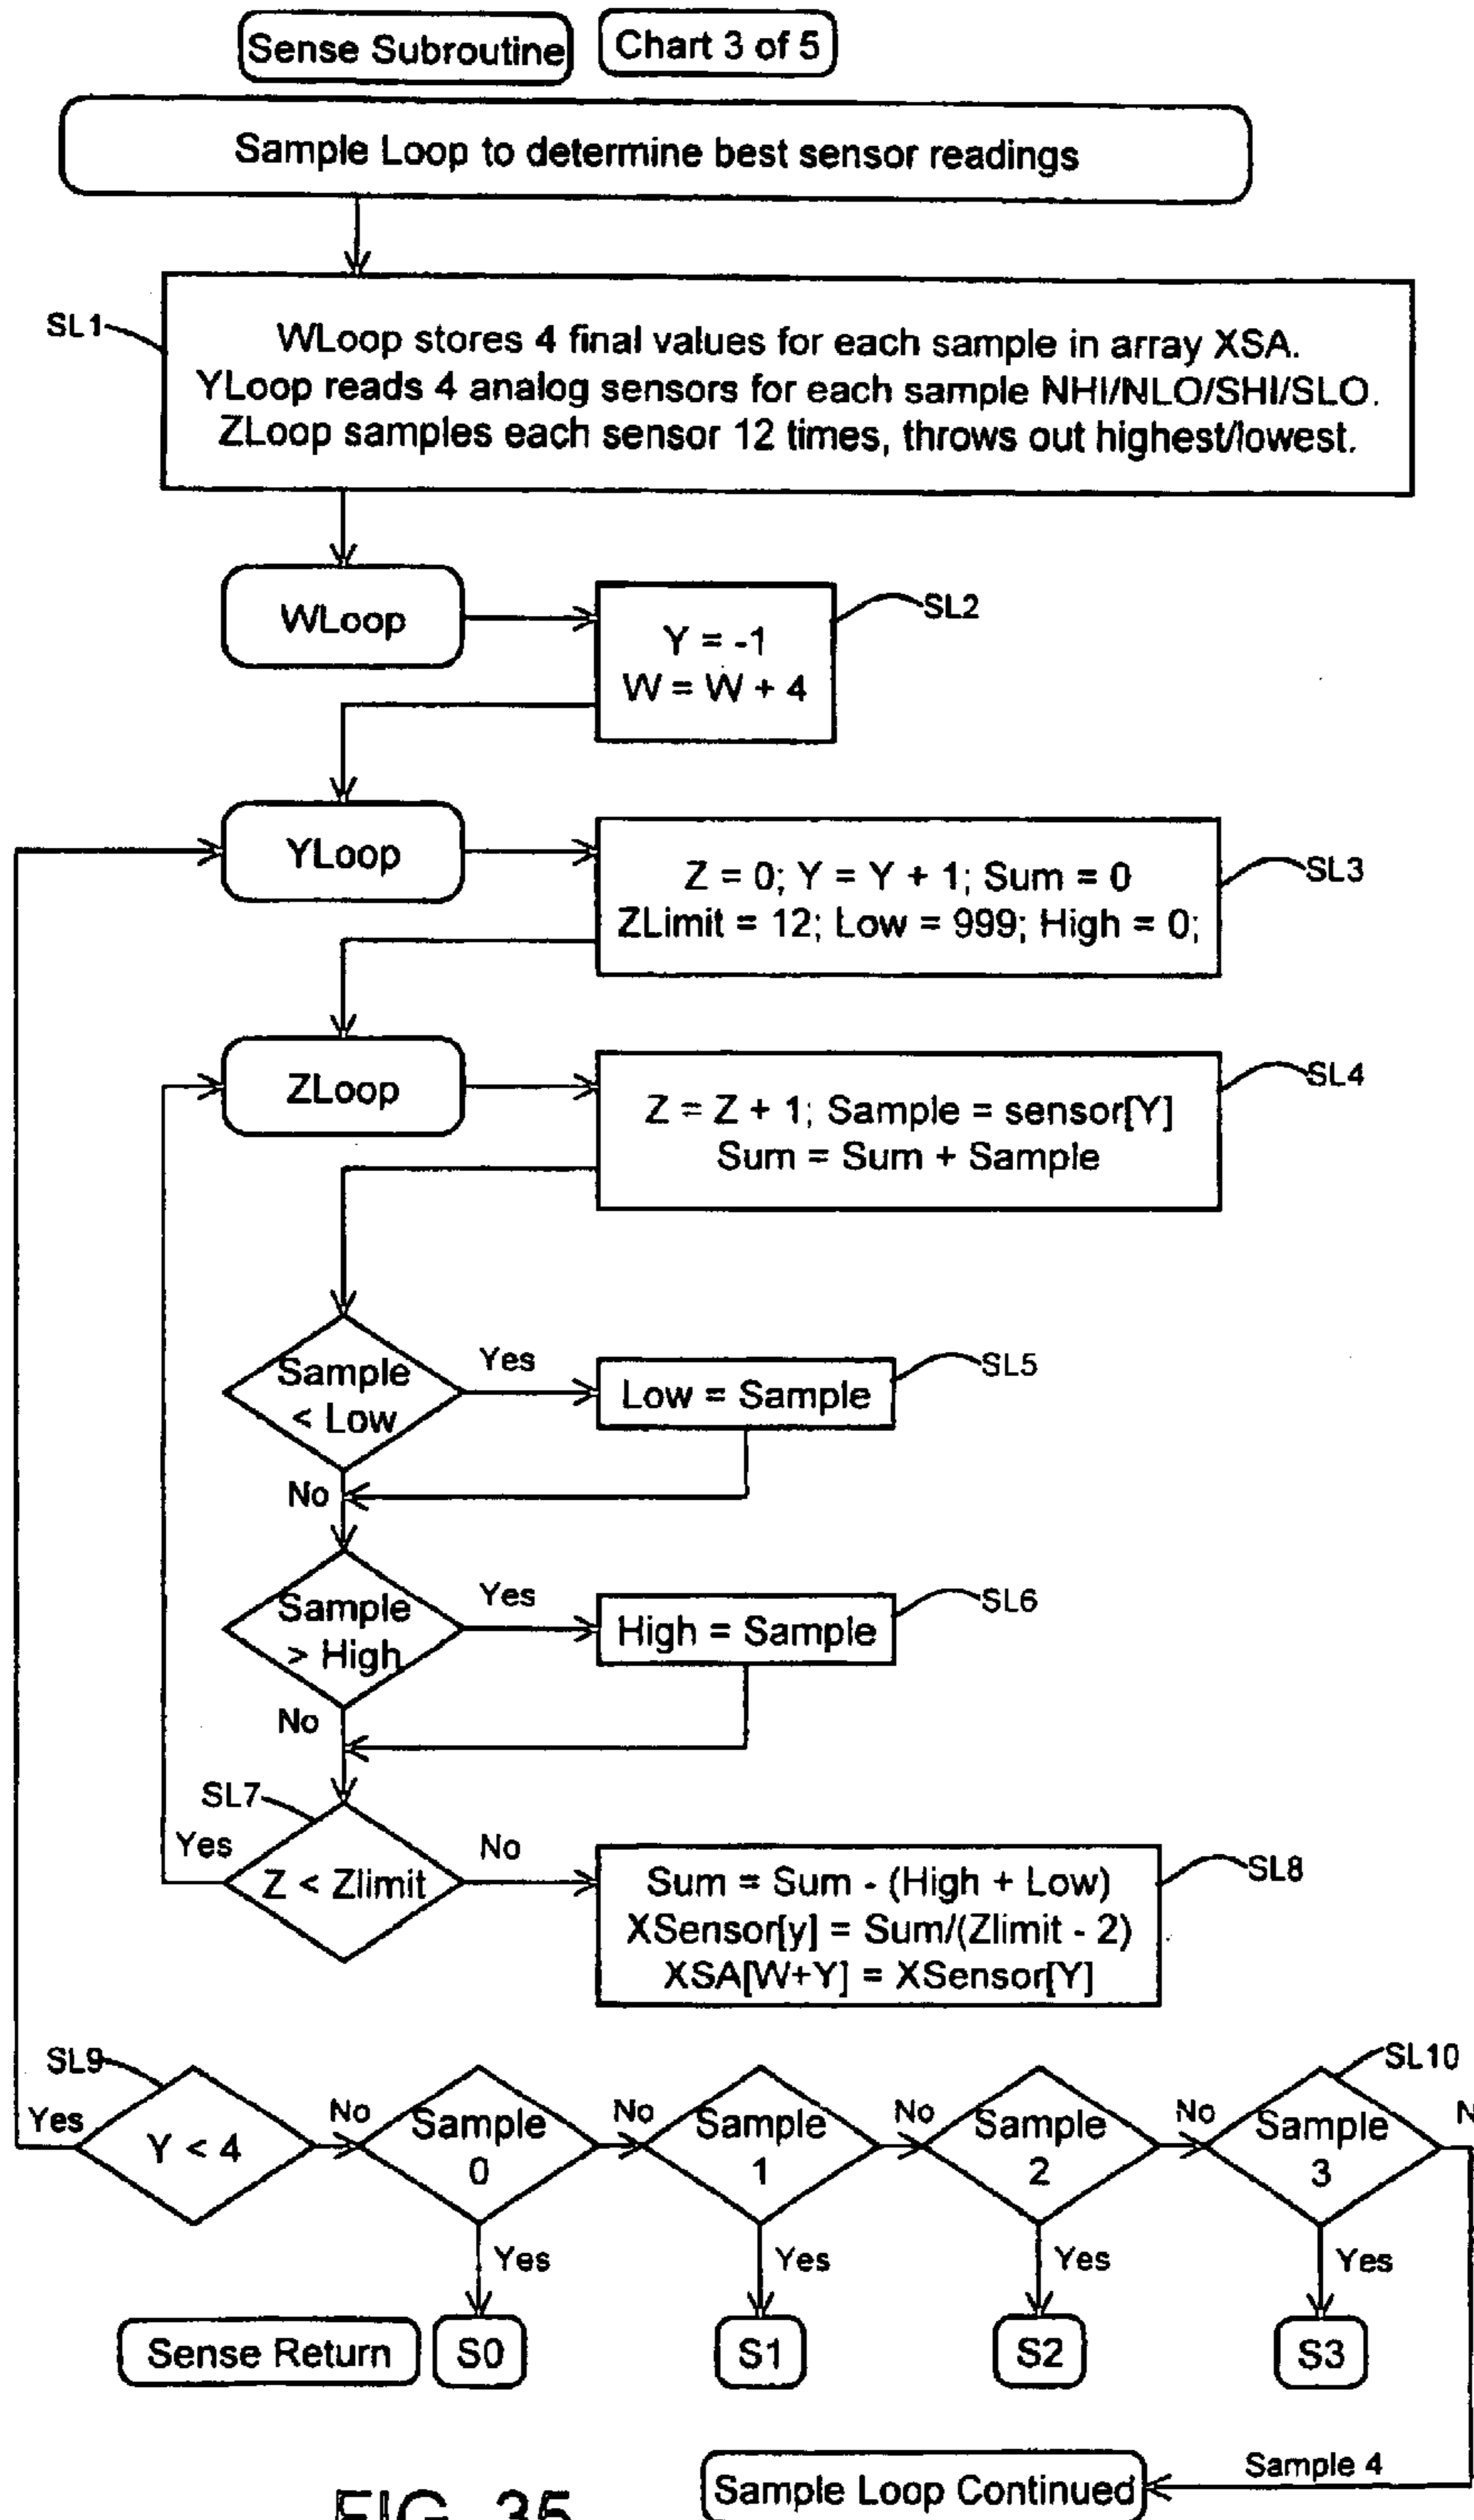 Sense Subroutine
Chart 3 of 5
Sample Loop to determine best sensor readings
SL1
WLoop stores 4 final values for each sample in array XSA.
YLoop reads 4 analog sensors for each sample NHI/NLO/SHI/SLO.
ZLoop samples each sensor 12 times, throws out highest/lowest.
WLoop
Y = -1
W = W + 4
SL2
YLoop
Z = 0; Y = Y + 1; Sum = 0
ZLimit = 12; Low = 999; High = 0;
SL3
ZLoop
Z = Z + 1; Sample = sensor[Y]
Sum = Sum + Sample
SL4
Sample
< Low
Yes
Low = Sample
SL5
No
Sample
> High
Yes
High = Sample
SL6
No
SL7
Yes
Z < Zlimit
No
Sum = Sum - (High + Low)
XSensor[y] = Sum/(Zlimit - 2)
XSA[W+Y] = XSensor[Y]
SL8
SL9
Yes
Y < 4
No
Sample
0
No
Sample
1
No
Sample
2
No
Sample
3
SL10
Yes
Yes
Yes
Yes
Sense Return
S0
S1
S2
S3
Sample Loop Continued
Sample 4
FIG. 35